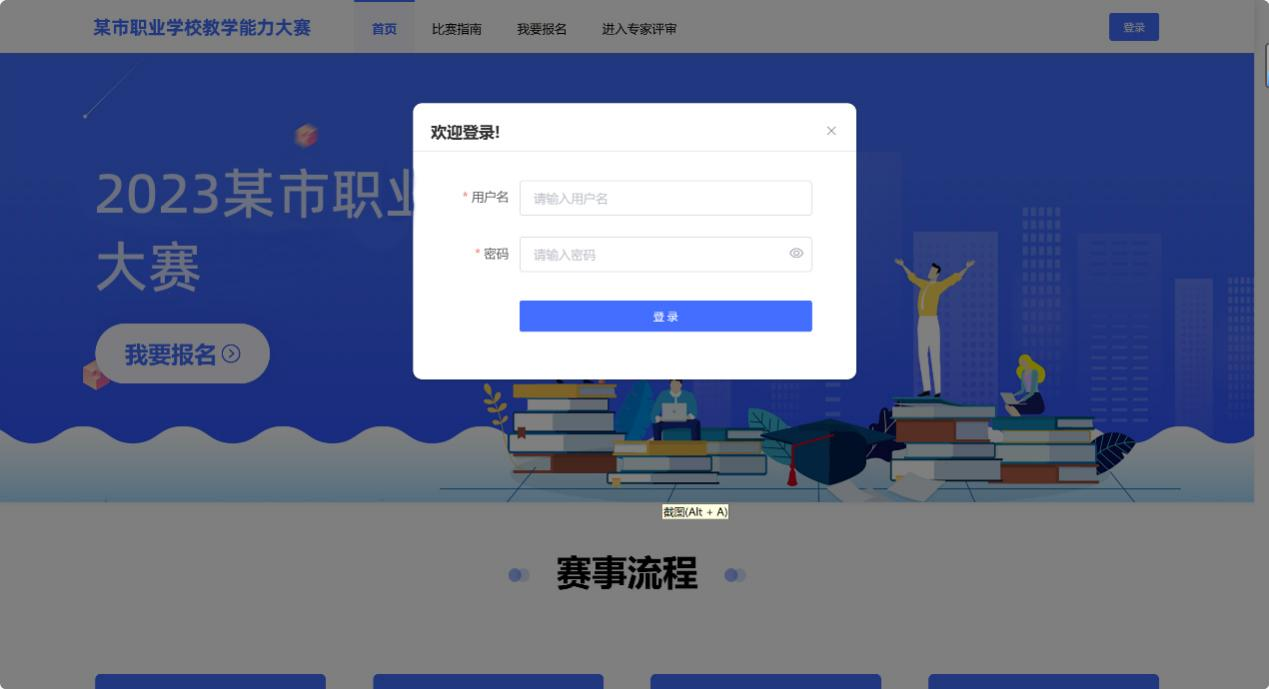 某市职业学校教学能力大赛
首页 比赛指南 我要报名 进入专家评审 登录
2023某市职业
大赛
我要报名
欢迎登录!
* 用户名 请输入用户名
* 密码 请输入密码
登 录
截图(Alt + A)
赛事流程